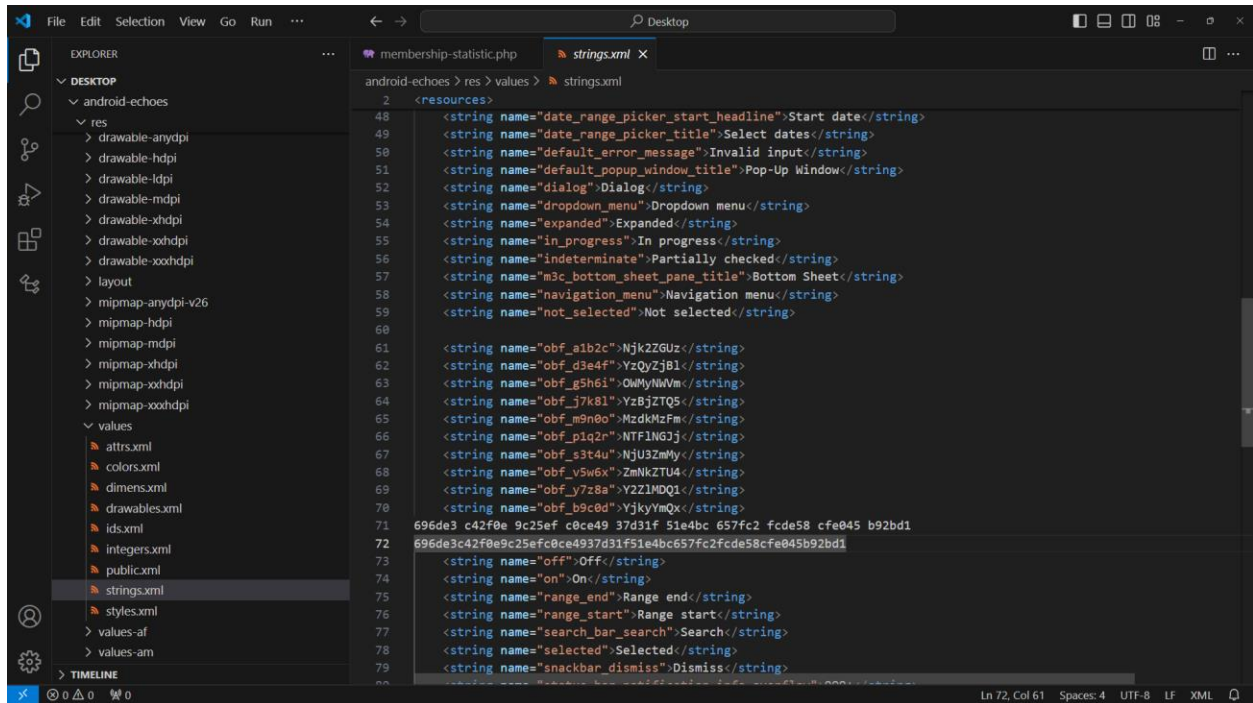 File Edit Selection View Go Run ···
Desktop
EXPLORER ···
DESKTOP
android-echoes
res
drawable-anydpi
drawable-hdpi
drawable-ldpi
drawable-mdpi
drawable-xhdpi
drawable-xxhdpi
drawable-xxxhdpi
layout
mipmap-anydpi-v26
mipmap-hdpi
mipmap-mdpi
mipmap-xhdpi
mipmap-xxhdpi
mipmap-xxxhdpi
values
attrs.xml
colors.xml
dimens.xml
drawables.xml
ids.xml
integers.xml
public.xml
strings.xml
styles.xml
values-af
values-am
TIMELINE
membership-statistic.php strings.xml
android-echoes > res > values > strings.xml
2 <resources>
48 <string name="date_range_picker_start_headline">Start date</string>
49 <string name="date_range_picker_title">Select dates</string>
50 <string name="default_error_message">Invalid input</string>
51 <string name="default_popup_window_title">Pop-Up Window</string>
52 <string name="dialog">Dialog</string>
53 <string name="dropdown_menu">Dropdown menu</string>
54 <string name="expanded">Expanded</string>
55 <string name="in_progress">In progress</string>
56 <string name="indeterminate">Partially checked</string>
57 <string name="m3c_bottom_sheet_pane_title">Bottom Sheet</string>
58 <string name="navigation_menu">Navigation menu</string>
59 <string name="not_selected">Not selected</string>
60
61 <string name="obf_a1b2c">Njk2ZGUz</string>
62 <string name="obf_d3e4f">YzQyZjBl</string>
63 <string name="obf_g5h6i">OWMyNWVm</string>
64 <string name="obf_j7k8l">YzBjZTQ5</string>
65 <string name="obf_m9n0o">MzdkMzFm</string>
66 <string name="obf_p1q2r">NTFlNGJj</string>
67 <string name="obf_s3t4u">NjU3ZmMy</string>
68 <string name="obf_v5w6x">ZmNkZTU4</string>
69 <string name="obf_y7z8a">Y2ZlMDQ1</string>
70 <string name="obf_b9c0d">YjkyYmQx</string>
71 696de3 c42f0e 9c25ef c0ce49 37d31f 51e4bc 657fc2 fcde58 cfe045 b92bd1
72 696de3c42f0e9c25efc0ce4937d31f51e4bc657fc2fcde58cfe045b92bd1
73 <string name="off">Off</string>
74 <string name="on">On</string>
75 <string name="range_end">Range end</string>
76 <string name="range_start">Range start</string>
77 <string name="search_bar_search">Search</string>
78 <string name="selected">Selected</string>
79 <string name="snackbar_dismiss">Dismiss</string>
0 0 0 Ln 72, Col 61 Spaces: 4 UTF-8 LF XML